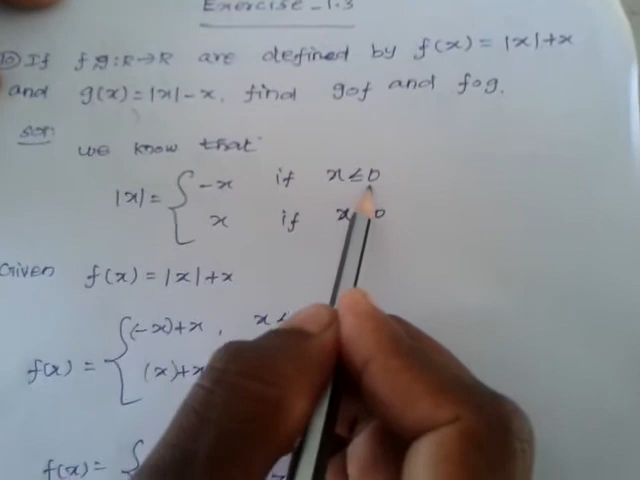 Exercise-1.3
If f,g:R→R are defined by f(x)=|x|+x
and g(x)=|x|-x, find gof and fog.
Sol:
we know that
|x|= { -x if x≤0
x if x 0
Given f(x)=|x|+x
f(x)= { (-x)+x, x
(x)+x
f(x)= {